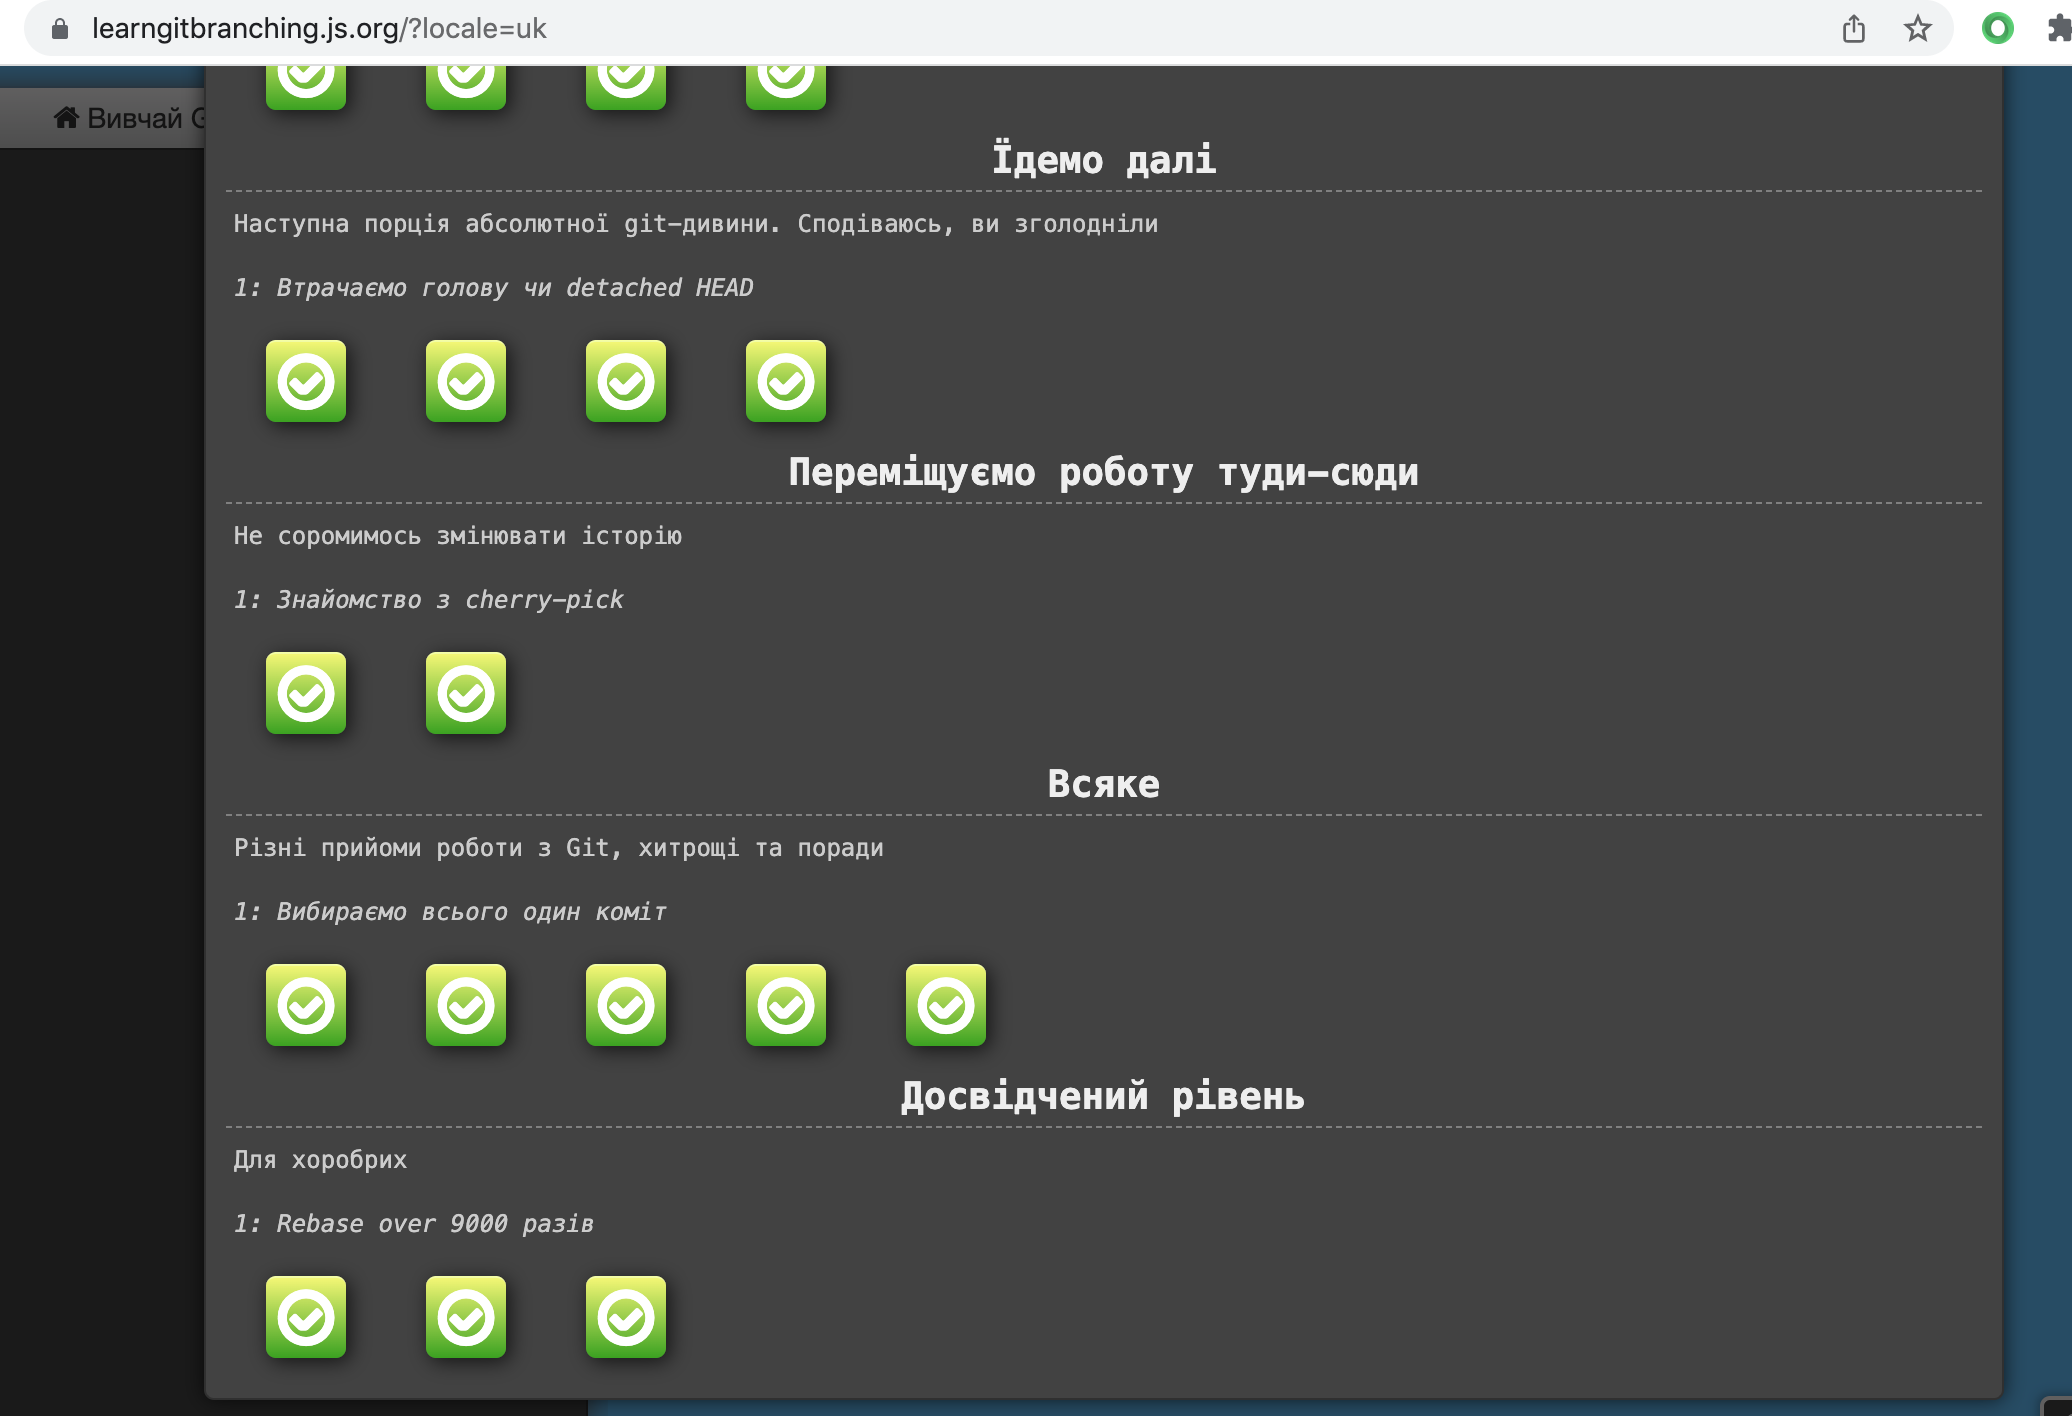 learngitbranching.js.org/?locale=uk
Вивчай G
Їдемо далі
Наступна порція абсолютної git-дивини. Сподіваюсь, ви зголодніли
1: Втрачаємо голову чи detached HEAD
Переміщуємо роботу туди-сюди
Не соромимось змінювати історію
1: Знайомство з cherry-pick
Всяке
Різні прийоми роботи з Git, хитрощі та поради
1: Вибираємо всього один коміт
Досвідчений рівень
Для хоробрих
1: Rebase over 9000 разів